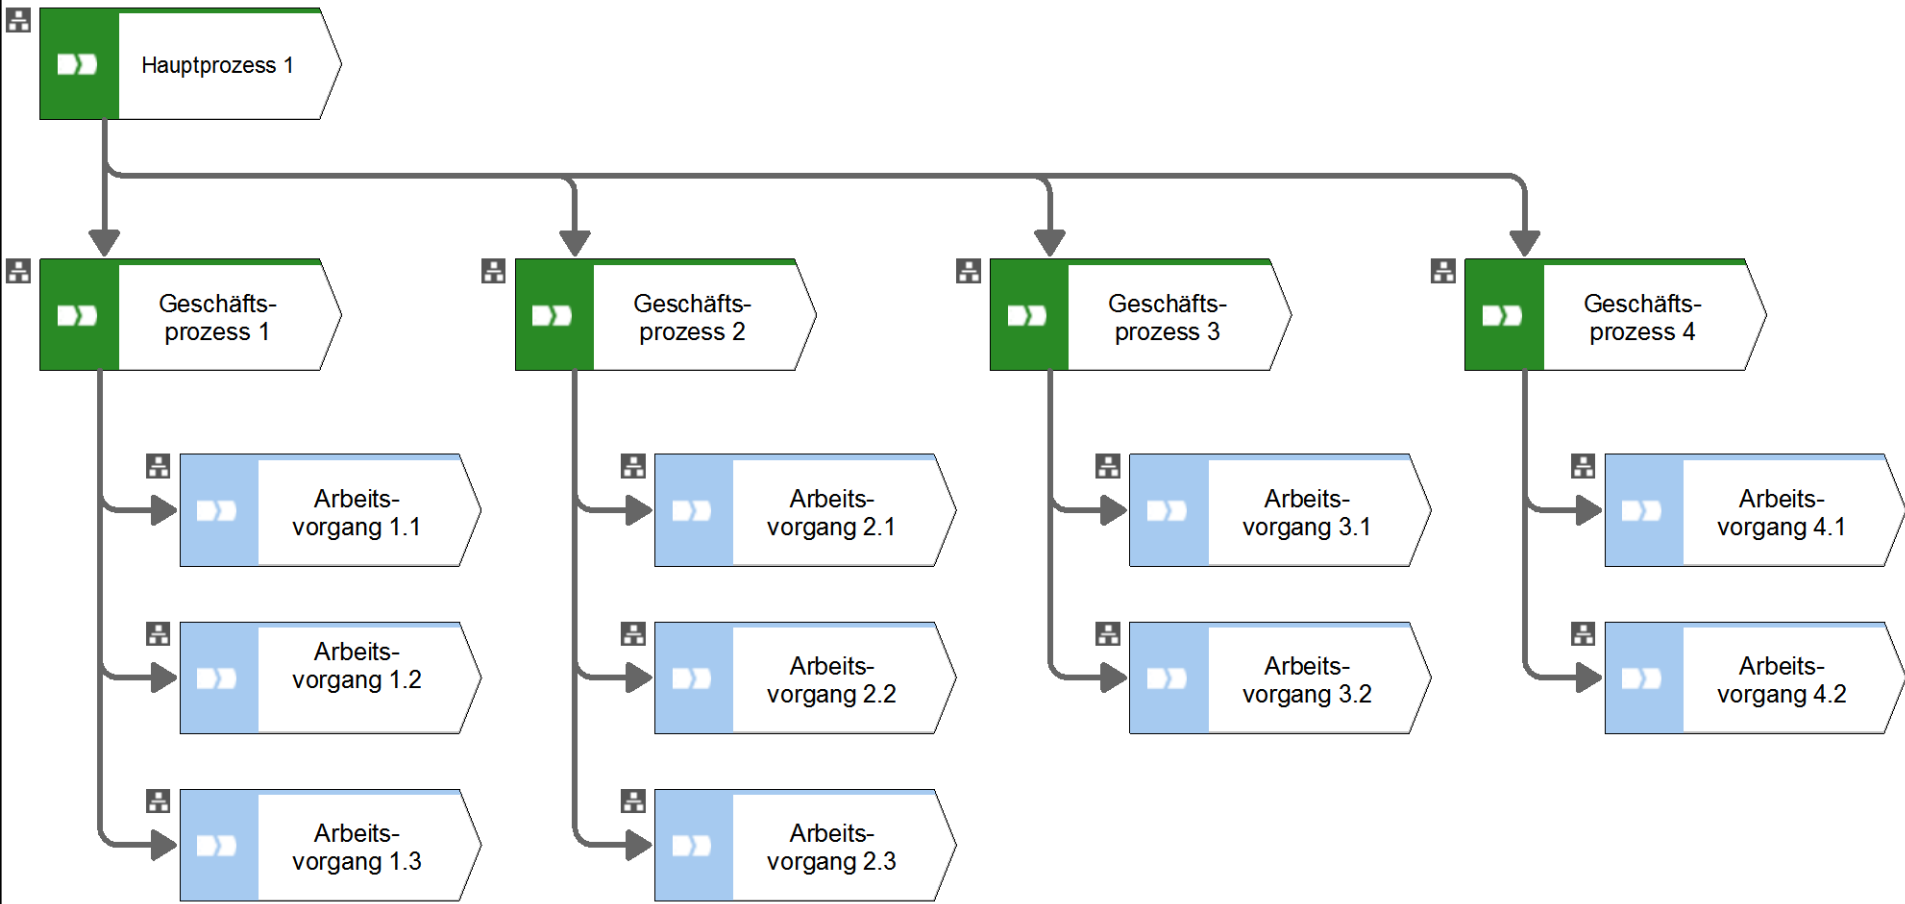 Hauptprozess 1
Geschäfts-
prozess 1
Geschäfts-
prozess 2
Geschäfts-
prozess 3
Geschäfts-
prozess 4
Arbeits-
vorgang 1.1
Arbeits-
vorgang 2.1
Arbeits-
vorgang 3.1
Arbeits-
vorgang 4.1
Arbeits-
vorgang 1.2
Arbeits-
vorgang 2.2
Arbeits-
vorgang 3.2
Arbeits-
vorgang 4.2
Arbeits-
vorgang 1.3
Arbeits-
vorgang 2.3